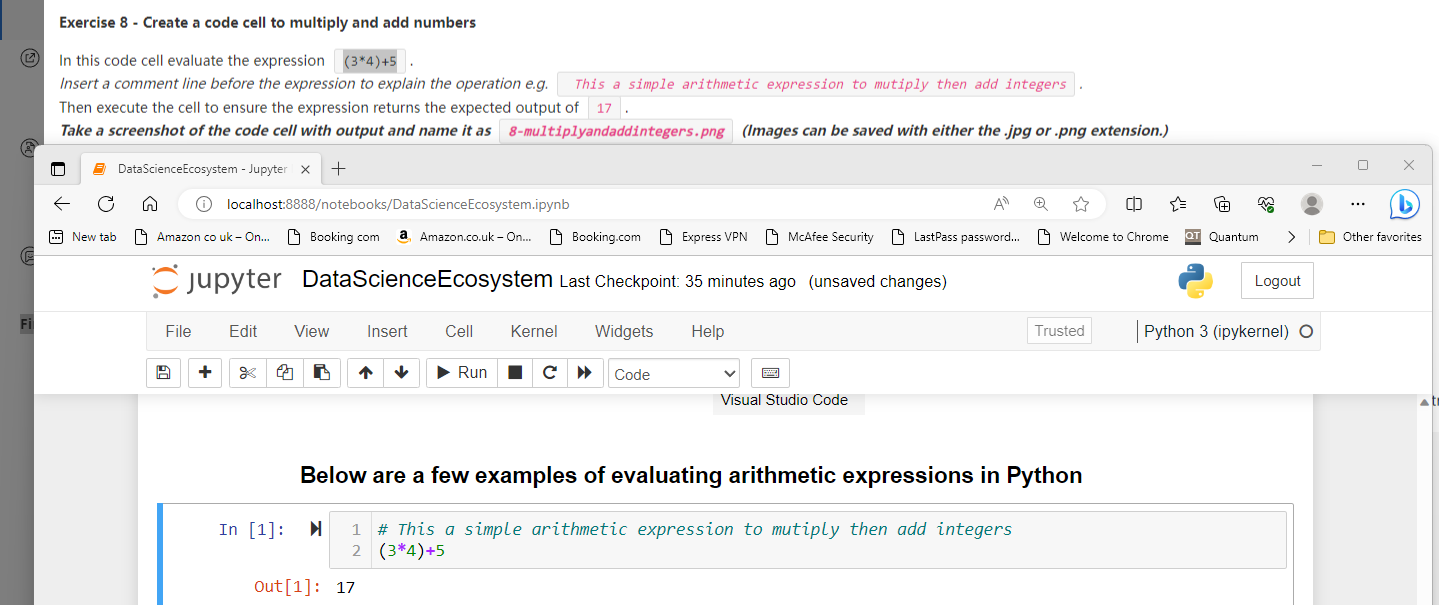 Exercise 8 - Create a code cell to multiply and add numbers
In this code cell evaluate the expression (3*4)+5 .
Insert a comment line before the expression to explain the operation e.g. This a simple arithmetic expression to mutiply then add integers .
Then execute the cell to ensure the expression returns the expected output of 17 .
Take a screenshot of the code cell with output and name it as 8-multiplyandaddintegers.png (Images can be saved with either the .jpg or .png extension.)
DataScienceEcosystem - Jupyter
localhost:8888/notebooks/DataScienceEcosystem.ipynb
New tab Amazon co uk – On... Booking com Amazon.co.uk – On... Booking.com Express VPN McAfee Security LastPass password... Welcome to Chrome QT Quantum Other favorites
jupyter DataScienceEcosystem Last Checkpoint: 35 minutes ago (unsaved changes) Logout
File Edit View Insert Cell Kernel Widgets Help Trusted Python 3 (ipykernel)
Run Code
Visual Studio Code
Below are a few examples of evaluating arithmetic expressions in Python
In [1]: 1 # This a simple arithmetic expression to mutiply then add integers
2 (3*4)+5
Out[1]: 17